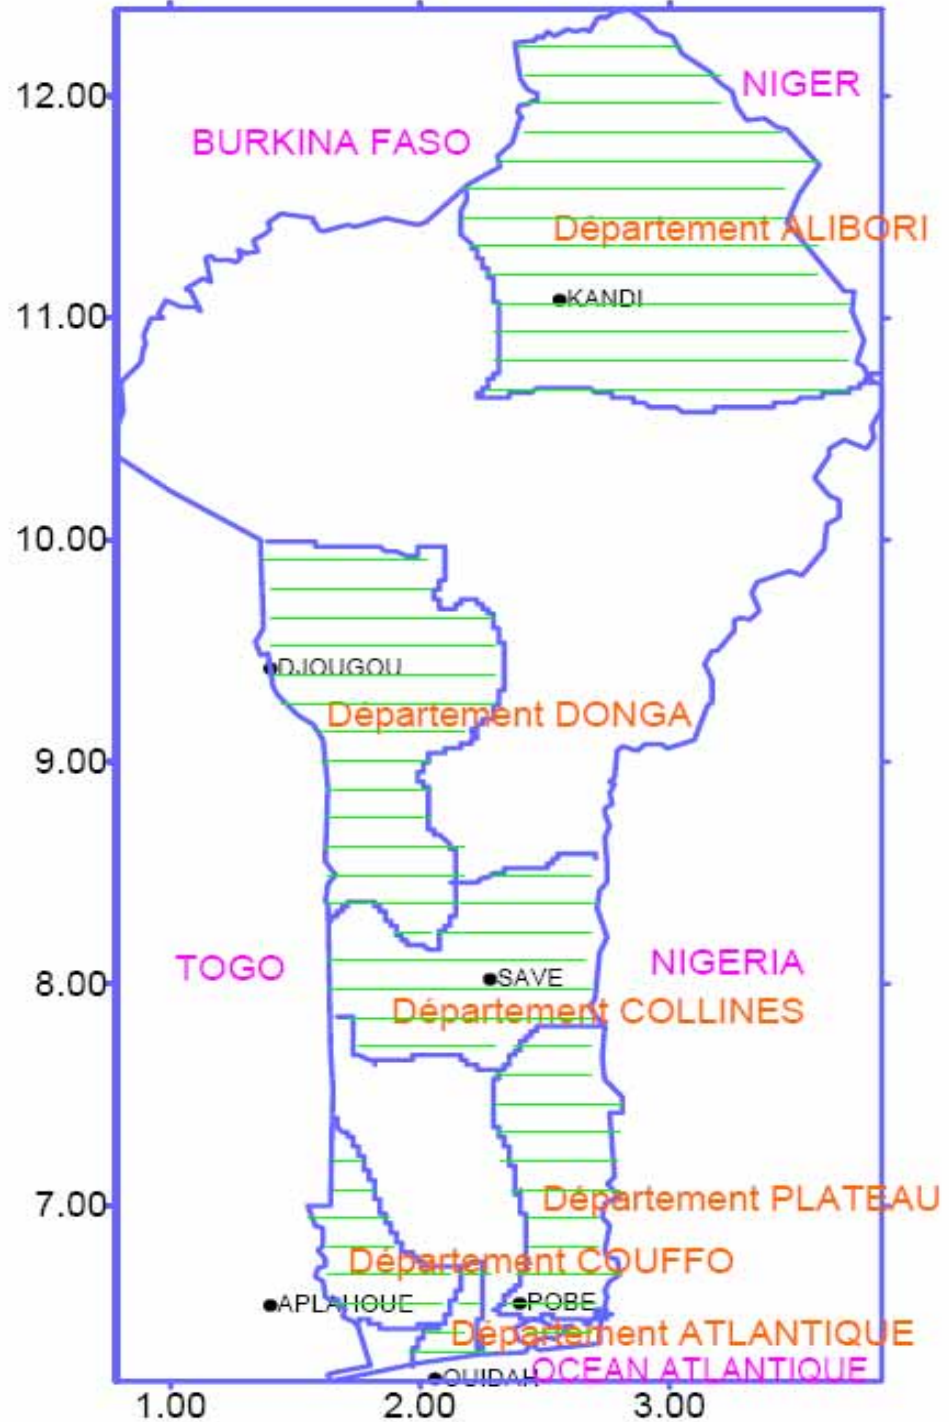 12.00
NIGER
BURKINA FASO
Département ALIBORI
KANDI
11.00
10.00
DJOUGOU
Département DONGA
9.00
TOGO
NIGERIA
SAVE
8.00
Département COLLINES
7.00
Département PLATEAU
Département COUFFO
APLAHOUE
POBE
Département ATLANTIQUE
OCEAN ATLANTIQUE
OUIDAH
1.00 2.00 3.00